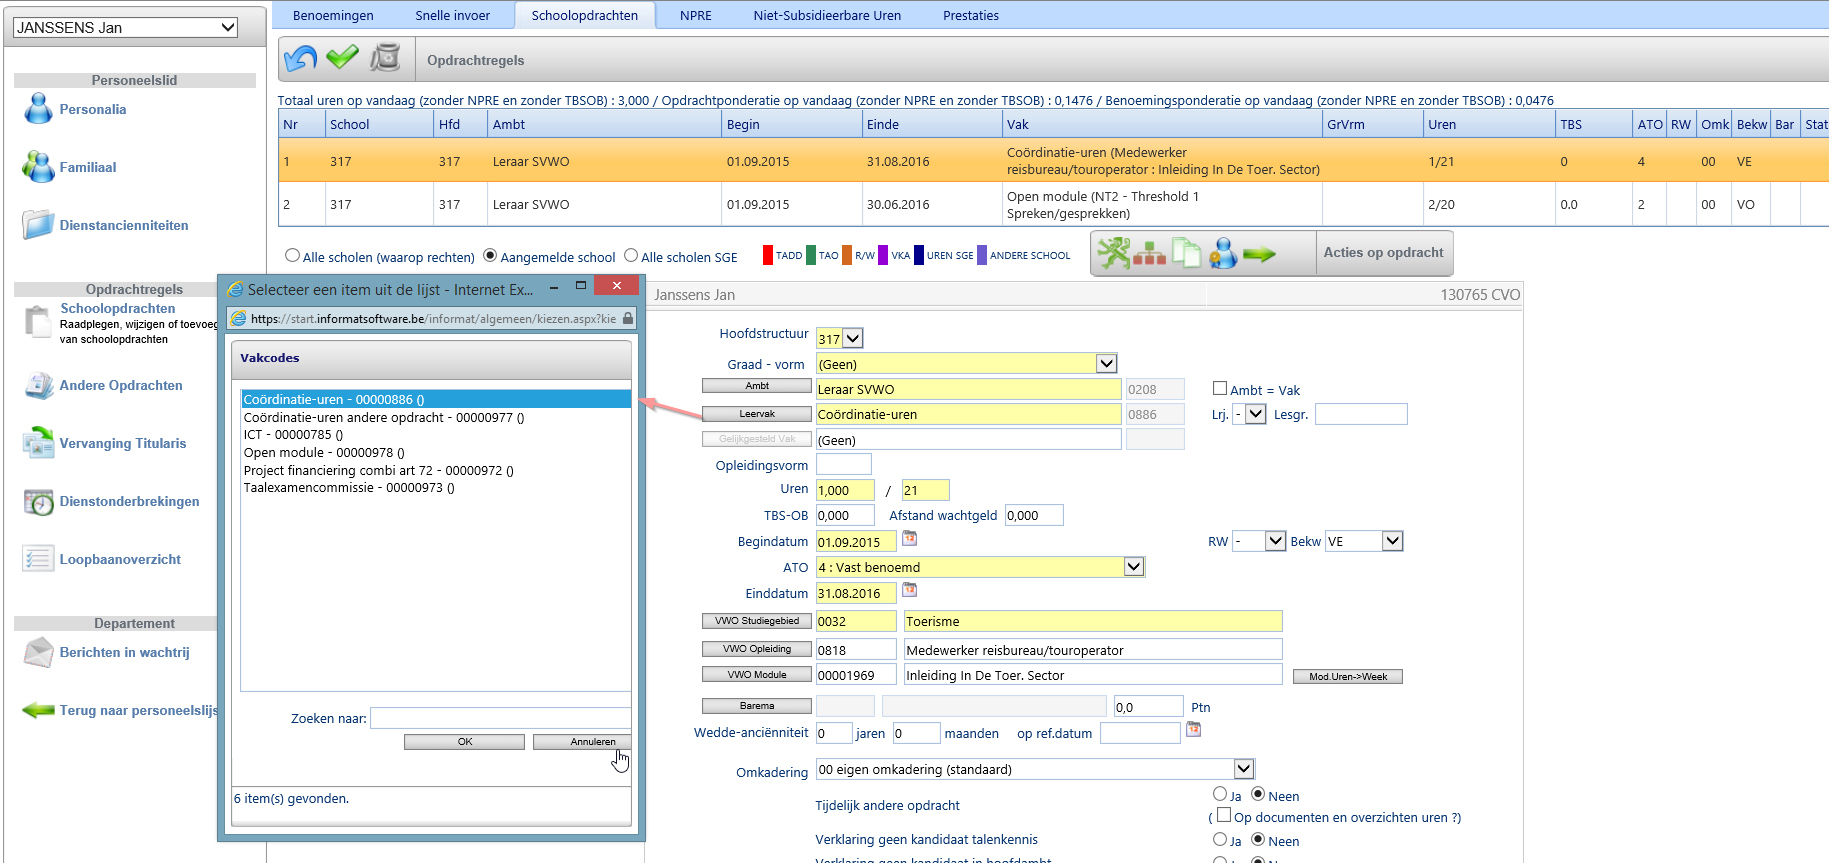 JANSSENS Jan
Personeelslid
Personalia
Familiaal
Dienstancienniteiten
Opdrachtregels
Schoolopdrachten
Raadplegen, wijzigen of toevoeg
van schoolopdrachten
Andere Opdrachten
Vervanging Titularis
Dienstonderbrekingen
Loopbaanoverzicht
Departement
Berichten in wachtrij
Terug naar personeelslijs
Benoemingen Snelle invoer Schoolopdrachten NPRE Niet-Subsidieerbare Uren Prestaties
Opdrachtregels
Totaal uren op vandaag (zonder NPRE en zonder TBSOB) : 3,000 / Opdrachtponderatie op vandaag (zonder NPRE en zonder TBSOB) : 0,1476 / Benoemingsponderatie op vandaag (zonder NPRE en zonder TBSOB) : 0,0476
Nr School Hfd Ambt Begin Einde Vak GrVrm Uren TBS ATO RW Omk Bekw Bar Stat
1 317 317 Leraar SVWO 01.09.2015 31.08.2016 Coördinatie-uren (Medewerker
reisbureau/touroperator : Inleiding In De Toer. Sector) 1/21 0 4 00 VE
2 317 317 Leraar SVWO 01.09.2015 30.06.2016 Open module (NT2 - Threshold 1
Spreken/gesprekken) 2/20 0.0 2 00 VO
Alle scholen (waarop rechten) Aangemelde school Alle scholen SGE
TADD TAO R/W VKA UREN SGE ANDERE SCHOOL
Acties op opdracht
Selecteer een item uit de lijst - Internet Ex...
https://start.informatsoftware.be/informat/algemeen/kiezen.aspx?kie
Vakcodes
Coördinatie-uren - 00000886 ()
Coördinatie-uren andere opdracht - 00000977 ()
ICT - 00000785 ()
Open module - 00000978 ()
Project financiering combi art 72 - 00000972 ()
Taalexamencommissie - 00000973 ()
Zoeken naar:
OK Annuleren
6 item(s) gevonden.
Janssens Jan 130765 CVO
Hoofdstructuur 317
Graad - vorm (Geen)
Ambt Leraar SVWO 0208 Ambt = Vak
Leervak Coördinatie-uren 0886 Lrj. - Lesgr.
Gelijkgesteld Vak (Geen)
Opleidingsvorm
Uren 1,000 / 21
TBS-OB 0,000 Afstand wachtgeld 0,000
Begindatum 01.09.2015 RW - Bekw VE
ATO 4 : Vast benoemd
Einddatum 31.08.2016
VWO Studiegebied 0032 Toerisme
VWO Opleiding 0818 Medewerker reisbureau/touroperator
VWO Module 00001969 Inleiding In De Toer. Sector Mod.Uren->Week
Barema 0,0 Ptn
Wedde-anciënniteit 0 jaren 0 maanden op ref.datum
Omkadering 00 eigen omkadering (standaard)
Tijdelijk andere opdracht Ja Neen
( Op documenten en overzichten uren ?)
Verklaring geen kandidaat talenkennis Ja Neen
Verklaring geen kandidaat in hoofdambt